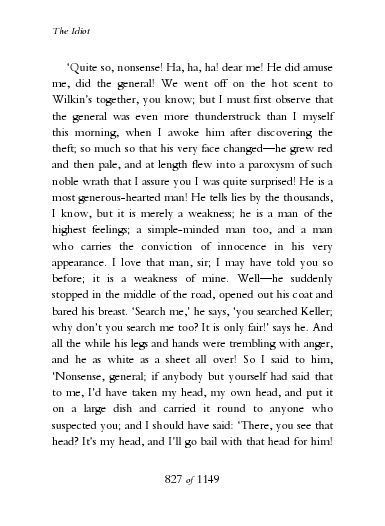 The Idiot
‘Quite so, nonsense! Ha, ha, ha! dear me! He did amuse
me, did the general! We went off on the hot scent to
Wilkin’s together, you know; but I must first observe that
the general was even more thunderstruck than I myself
this morning, when I awoke him after discovering the
theft; so much so that his very face changed—he grew red
and then pale, and at length flew into a paroxysm of such
noble wrath that I assure you I was quite surprised! He is a
most generous-hearted man! He tells lies by the thousands,
I know, but it is merely a weakness; he is a man of the
highest feelings; a simple-minded man too, and a man
who carries the conviction of innocence in his very
appearance. I love that man, sir; I may have told you so
before; it is a weakness of mine. Well—he suddenly
stopped in the middle of the road, opened out his coat and
bared his breast. ‘Search me,’ he says, ‘you searched Keller;
why don’t you search me too? It is only fair!’ says he. And
all the while his legs and hands were trembling with anger,
and he as white as a sheet all over! So I said to him,
‘Nonsense, general; if anybody but yourself had said that
to me, I’d have taken my head, my own head, and put it
on a large dish and carried it round to anyone who
suspected you; and I should have said: ‘There, you see that
head? It’s my head, and I’ll go bail with that head for him!
827 of 1149